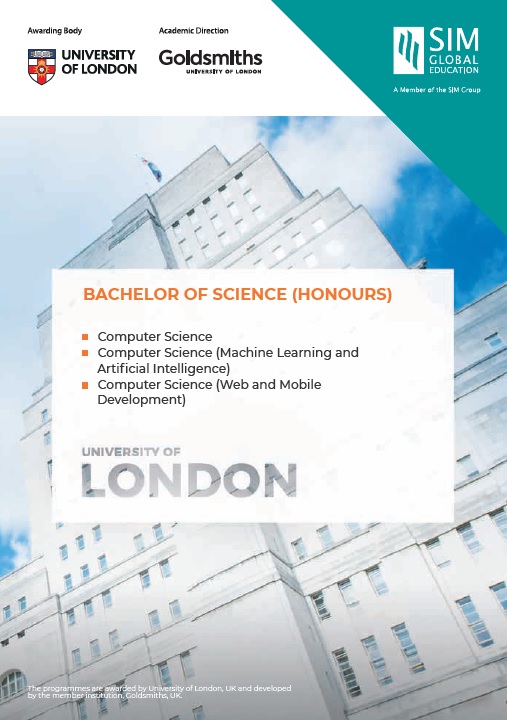 Awarding Body
Academic Direction
UNIVERSITY
OF LONDON
Goldsmiths
UNIVERSITY OF LONDON
SIM
GLOBAL
EDUCATION
A Member of the SIM Group
BACHELOR OF SCIENCE (HONOURS)
Computer Science
Computer Science (Machine Learning and
Artificial Intelligence)
Computer Science (Web and Mobile
Development)
UNIVERSITY OF
LONDON
The programmes are awarded by University of London, UK and developed
by the member institution, Goldsmiths, UK.